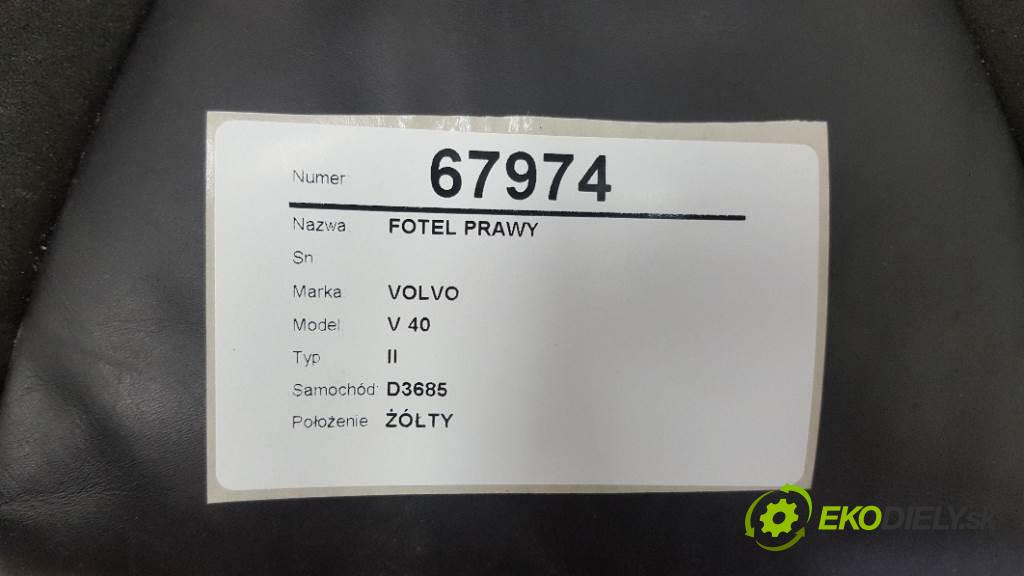 Numer 67974
Nazwa: FOTEL PRAWY
Sn
Marka VOLVO
Model V 40
Typ II
Samochód: D3685
Położenie ŻÓŁTY
EKODIELY.sk